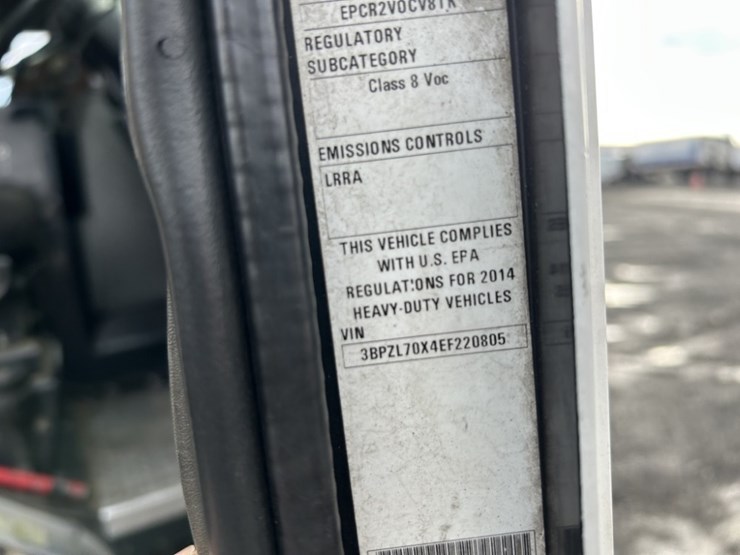 EPCR2VOCV8TK
REGULATORY
SUBCATEGORY
Class 8 Voc
EMISSIONS CONTROLS
LRRA
THIS VEHICLE COMPLIES
WITH U.S. EPA
REGULATIONS FOR 2014
HEAVY-DUTY VEHICLES
VIN
3BPZL70X4EF220805